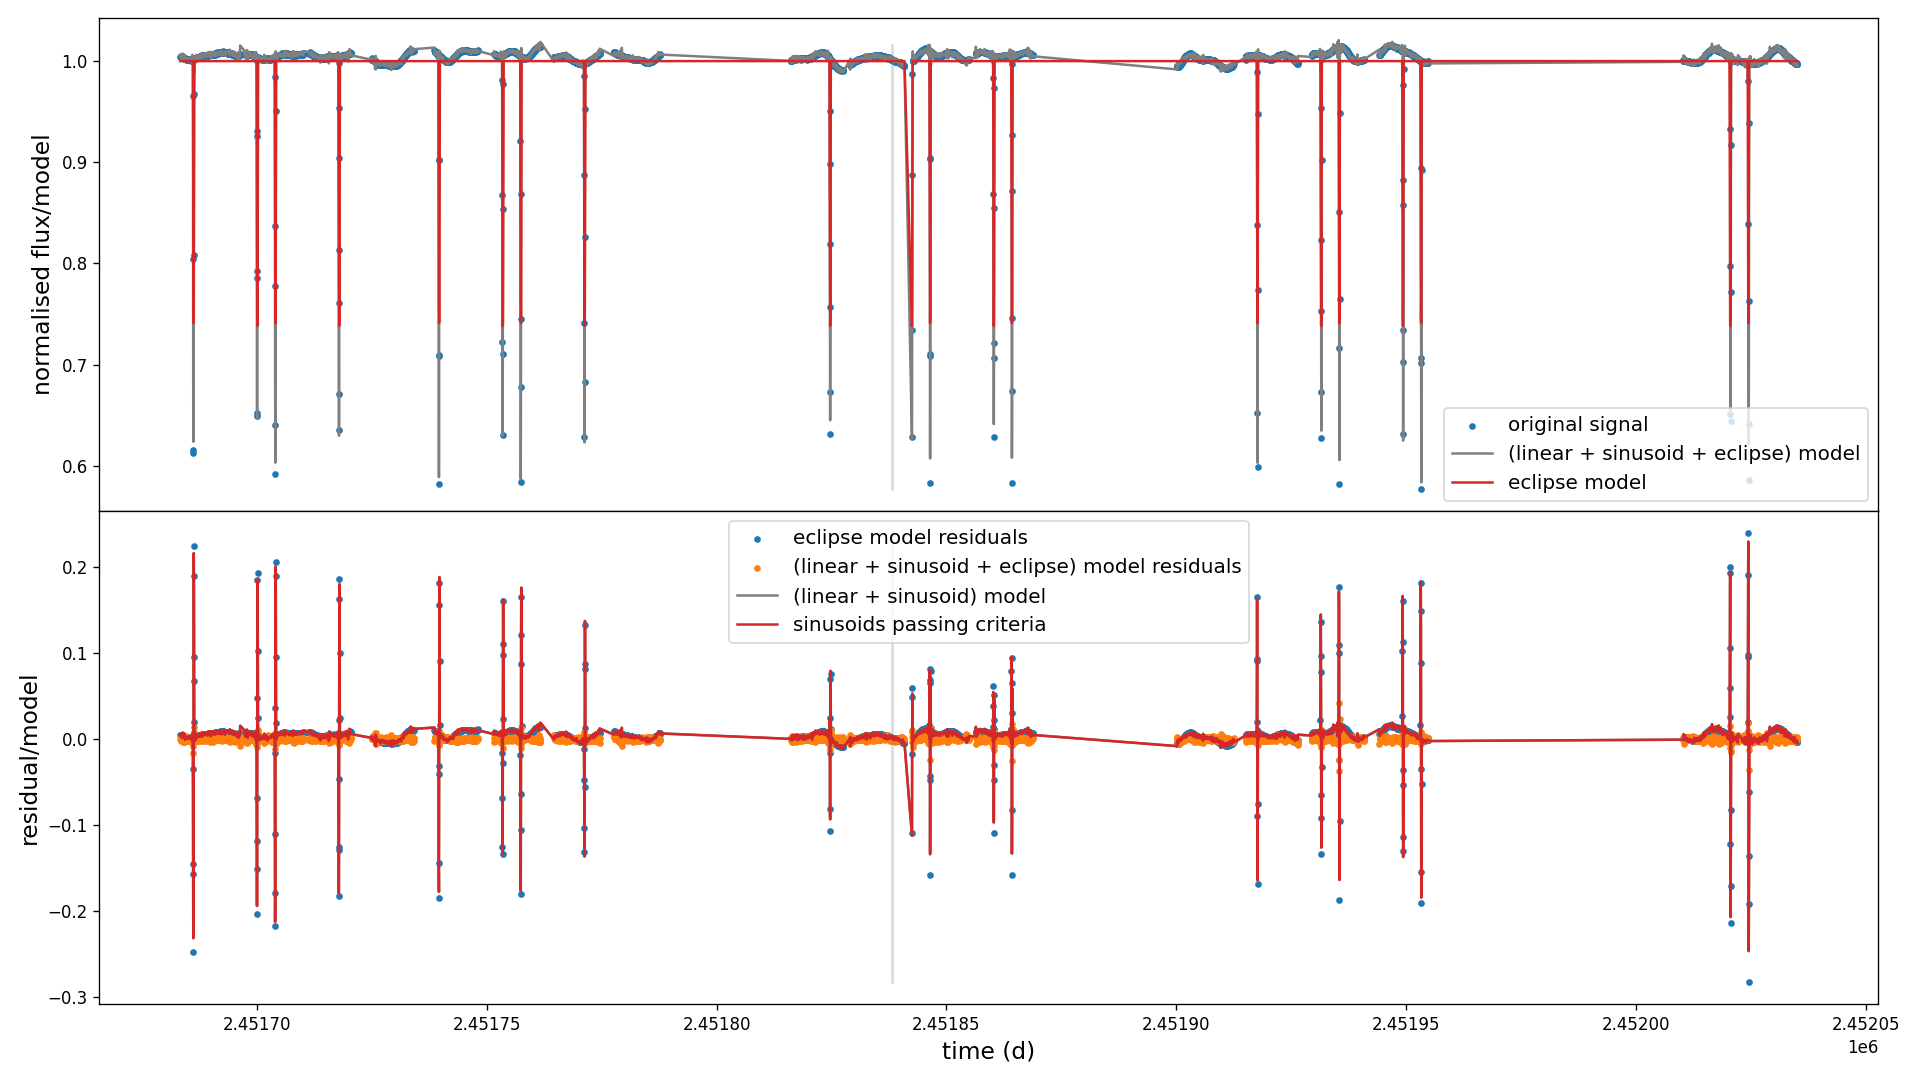 normalised flux/model
1.0
0.9
0.8
0.7
0.6
original signal
(linear + sinusoid + eclipse) model
eclipse model
residual/model
0.2
0.1
0.0
−0.1
−0.2
−0.3
eclipse model residuals
(linear + sinusoid + eclipse) model residuals
(linear + sinusoid) model
sinusoids passing criteria
2.45170 2.45175 2.45180 2.45185 2.45190 2.45195 2.45200 2.45205
1e6
time (d)